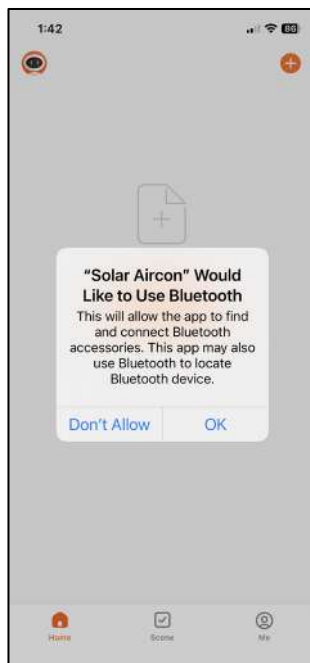 1:42
86
“Solar Aircon” Would
Like to Use Bluetooth
This will allow the app to find
and connect Bluetooth
accessories. This app may also
use Bluetooth to locate
Bluetooth device.
Don't Allow OK
Home Scene Me